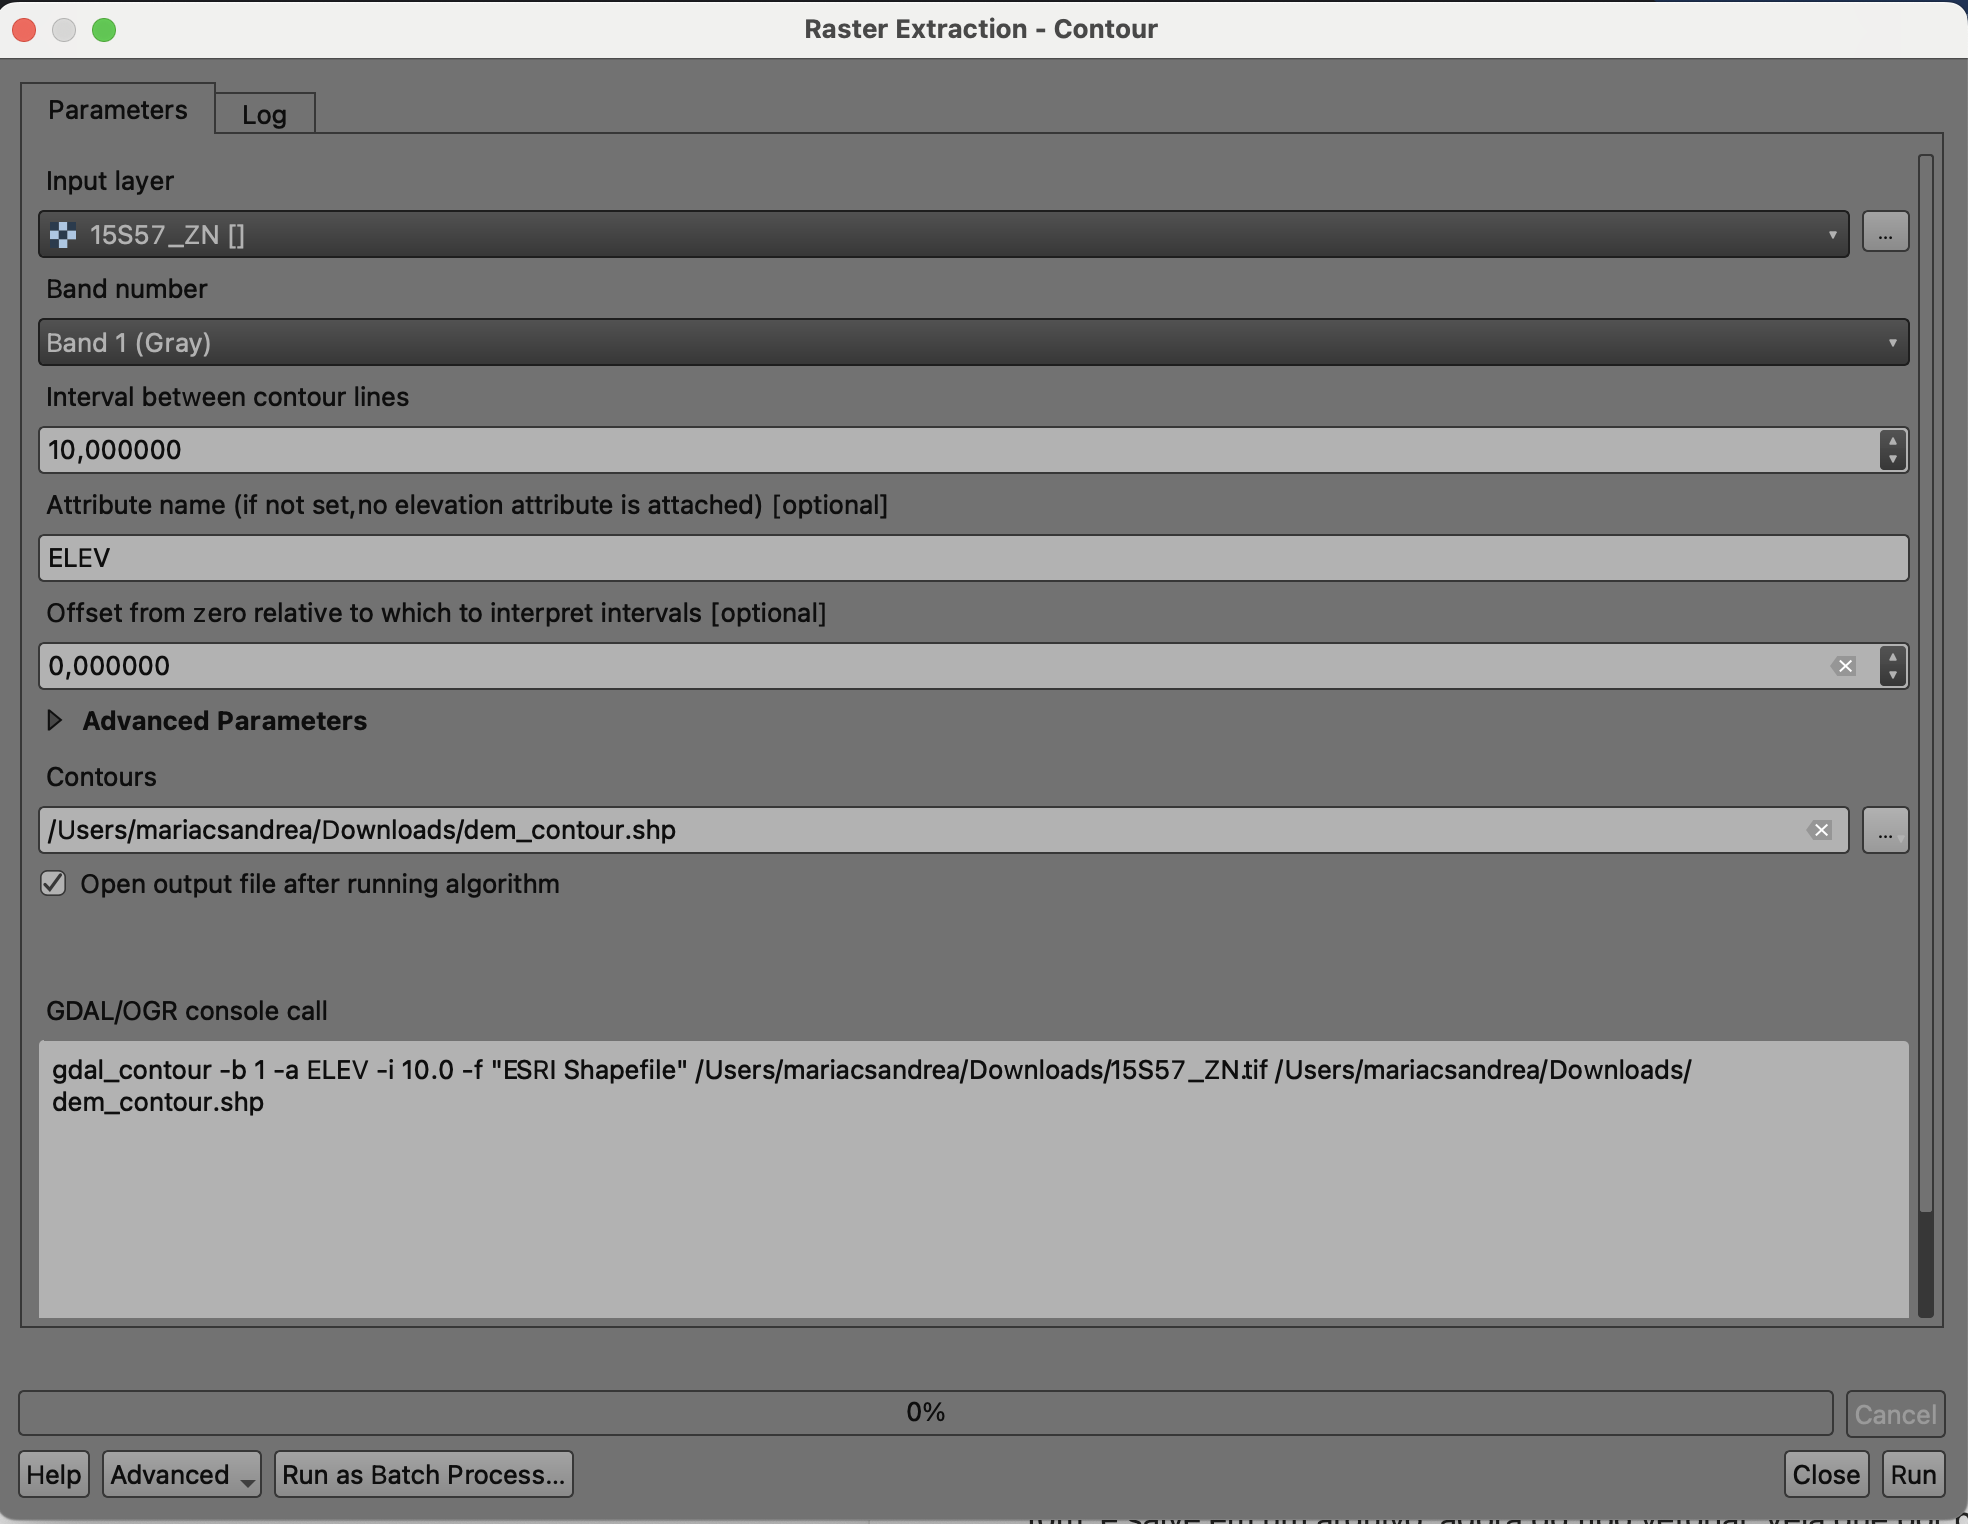 Raster Extraction - Contour
Parameters
Log
Input layer
15S57_ZN []
...
Band number
Band 1 (Gray)
Interval between contour lines
10,000000
Attribute name (if not set,no elevation attribute is attached) [optional]
ELEV
Offset from zero relative to which to interpret intervals [optional]
0,000000
Advanced Parameters
Contours
/Users/mariacsandrea/Downloads/dem_contour.shp
...
Open output file after running algorithm
GDAL/OGR console call
gdal_contour -b 1 -a ELEV -i 10.0 -f "ESRI Shapefile" /Users/mariacsandrea/Downloads/15S57_ZN.tif /Users/mariacsandrea/Downloads/
dem_contour.shp
0%
Cancel
Help
Advanced
Run as Batch Process...
Close
Run